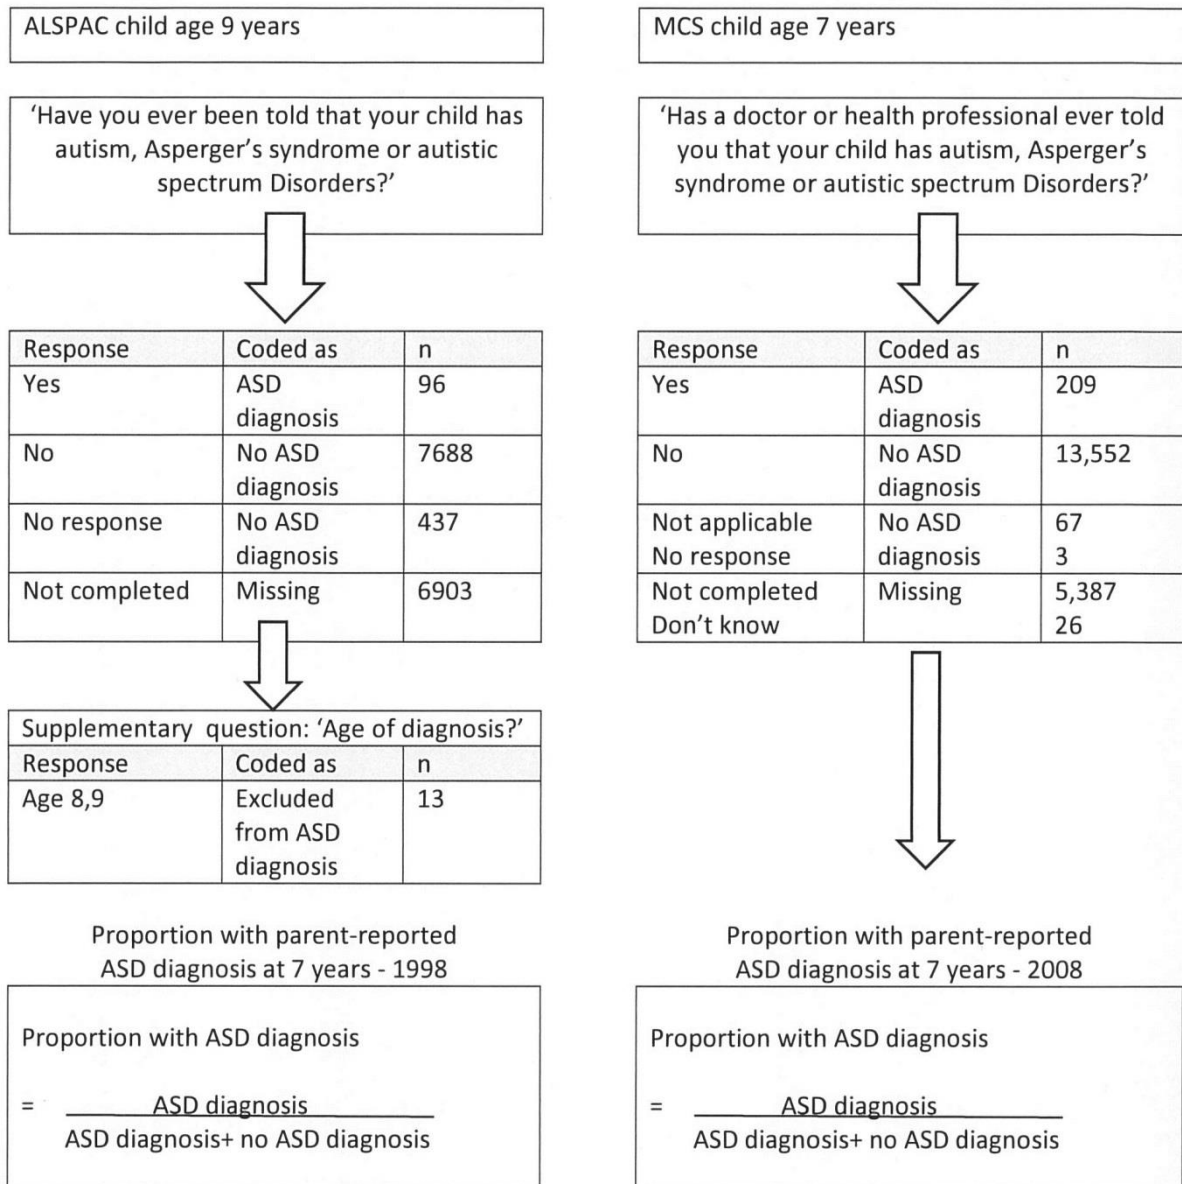 ALSPAC child age 9 years
'Have you ever been told that your child has
autism, Asperger's syndrome or autistic
spectrum Disorders?'
Response Coded as n
Yes ASD 96
diagnosis
No No ASD 7688
diagnosis
No response No ASD 437
diagnosis
Not completed Missing 6903
Supplementary question: 'Age of diagnosis?'
Response Coded as n
Age 8,9 Excluded 13
from ASD
diagnosis
Proportion with parent-reported
ASD diagnosis at 7 years - 1998
Proportion with ASD diagnosis
= ASD diagnosis
ASD diagnosis+ no ASD diagnosis
MCS child age 7 years
'Has a doctor or health professional ever told
you that your child has autism, Asperger's
syndrome or autistic spectrum Disorders?'
Response Coded as n
Yes ASD 209
diagnosis
No No ASD 13,552
diagnosis
Not applicable No ASD 67
No response diagnosis 3
Not completed Missing 5,387
Don't know 26
Proportion with parent-reported
ASD diagnosis at 7 years - 2008
Proportion with ASD diagnosis
= ASD diagnosis
ASD diagnosis+ no ASD diagnosis